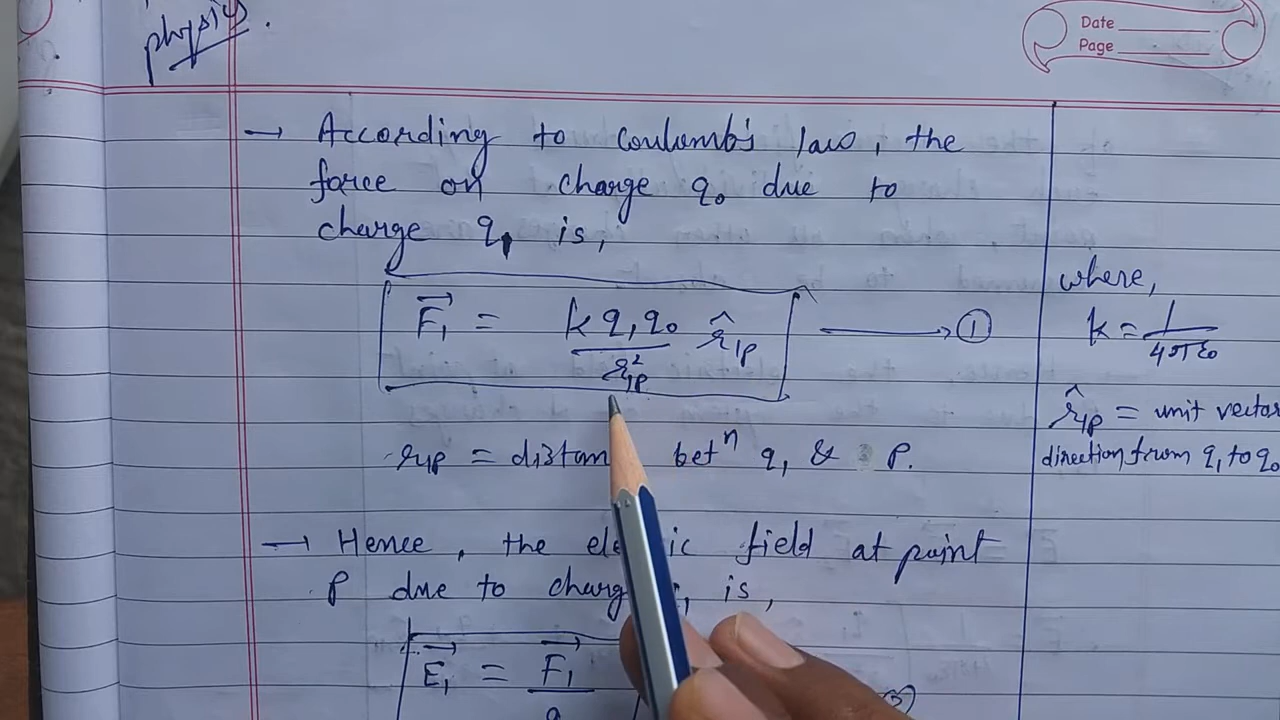 physics.
Date
Page
→ According to Coulomb's law, the
force on charge q₀ due to
charge q₁ is,
F⃗₁ = k q₁q₀ / r²₁p r̂₁p → ①
r₁p = distan betⁿ q₁ & P.
→ Hence, the ele ic field at point
P due to charg is,
E⃗₁ = F⃗₁ / q
where,
k = 1 / 4πε₀
r̂₁p = unit vector
direction from q₁ to q₀